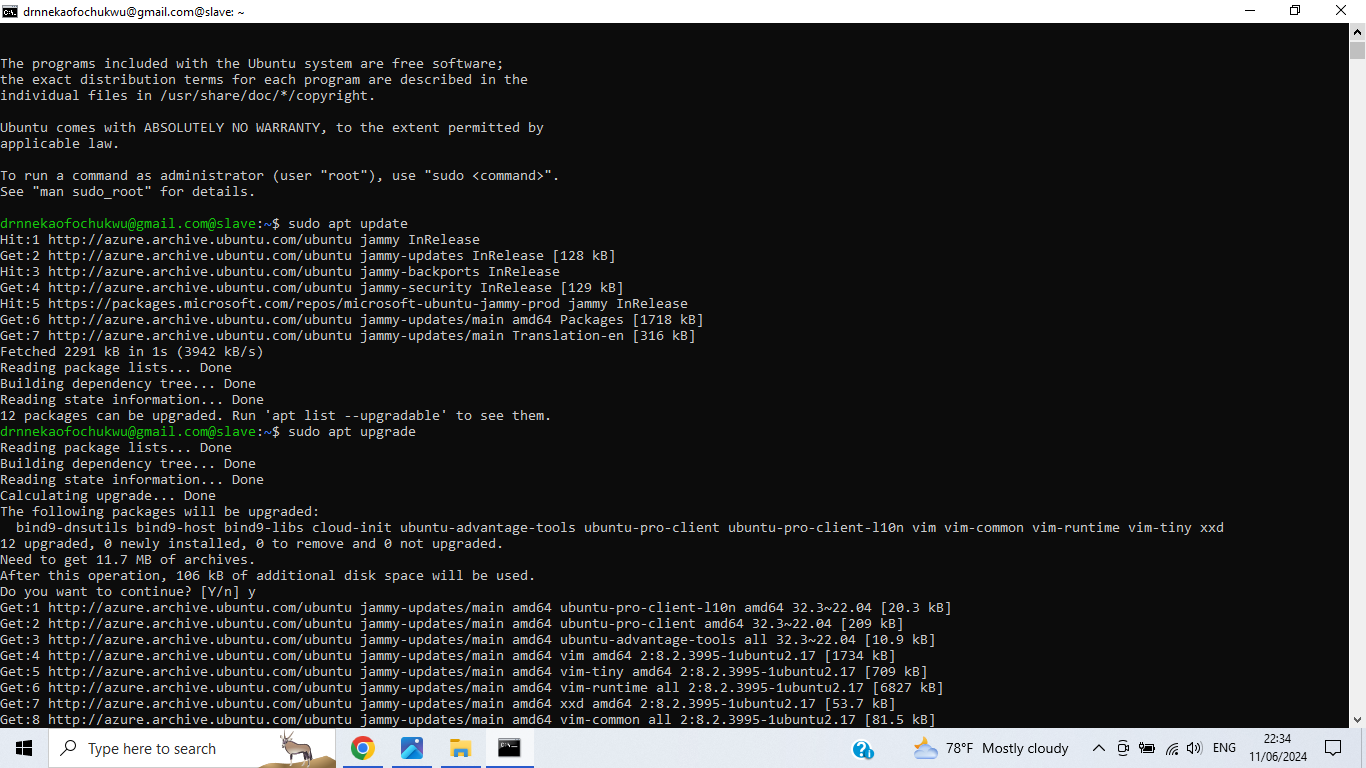 drnnekaofochukwu@gmail.com@slave: ~
The programs included with the Ubuntu system are free software;
the exact distribution terms for each program are described in the
individual files in /usr/share/doc/*/copyright.
Ubuntu comes with ABSOLUTELY NO WARRANTY, to the extent permitted by
applicable law.
To run a command as administrator (user "root"), use "sudo <command>".
See "man sudo_root" for details.
drnnekaofochukwu@gmail.com@slave:~$ sudo apt update
Hit:1 http://azure.archive.ubuntu.com/ubuntu jammy InRelease
Get:2 http://azure.archive.ubuntu.com/ubuntu jammy-updates InRelease [128 kB]
Hit:3 http://azure.archive.ubuntu.com/ubuntu jammy-backports InRelease
Get:4 http://azure.archive.ubuntu.com/ubuntu jammy-security InRelease [129 kB]
Hit:5 https://packages.microsoft.com/repos/microsoft-ubuntu-jammy-prod jammy InRelease
Get:6 http://azure.archive.ubuntu.com/ubuntu jammy-updates/main amd64 Packages [1718 kB]
Get:7 http://azure.archive.ubuntu.com/ubuntu jammy-updates/main Translation-en [316 kB]
Fetched 2291 kB in 1s (3942 kB/s)
Reading package lists... Done
Building dependency tree... Done
Reading state information... Done
12 packages can be upgraded. Run 'apt list --upgradable' to see them.
drnnekaofochukwu@gmail.com@slave:~$ sudo apt upgrade
Reading package lists... Done
Building dependency tree... Done
Reading state information... Done
Calculating upgrade... Done
The following packages will be upgraded:
bind9-dnsutils bind9-host bind9-libs cloud-init ubuntu-advantage-tools ubuntu-pro-client ubuntu-pro-client-l10n vim vim-common vim-runtime vim-tiny xxd
12 upgraded, 0 newly installed, 0 to remove and 0 not upgraded.
Need to get 11.7 MB of archives.
After this operation, 106 kB of additional disk space will be used.
Do you want to continue? [Y/n] y
Get:1 http://azure.archive.ubuntu.com/ubuntu jammy-updates/main amd64 ubuntu-pro-client-l10n amd64 32.3~22.04 [20.3 kB]
Get:2 http://azure.archive.ubuntu.com/ubuntu jammy-updates/main amd64 ubuntu-pro-client amd64 32.3~22.04 [209 kB]
Get:3 http://azure.archive.ubuntu.com/ubuntu jammy-updates/main amd64 ubuntu-advantage-tools all 32.3~22.04 [10.9 kB]
Get:4 http://azure.archive.ubuntu.com/ubuntu jammy-updates/main amd64 vim amd64 2:8.2.3995-1ubuntu2.17 [1734 kB]
Get:5 http://azure.archive.ubuntu.com/ubuntu jammy-updates/main amd64 vim-tiny amd64 2:8.2.3995-1ubuntu2.17 [709 kB]
Get:6 http://azure.archive.ubuntu.com/ubuntu jammy-updates/main amd64 vim-runtime all 2:8.2.3995-1ubuntu2.17 [6827 kB]
Get:7 http://azure.archive.ubuntu.com/ubuntu jammy-updates/main amd64 xxd amd64 2:8.2.3995-1ubuntu2.17 [53.7 kB]
Get:8 http://azure.archive.ubuntu.com/ubuntu jammy-updates/main amd64 vim-common all 2:8.2.3995-1ubuntu2.17 [81.5 kB]
Type here to search
78°F Mostly cloudy
ENG
22:34
11/06/2024